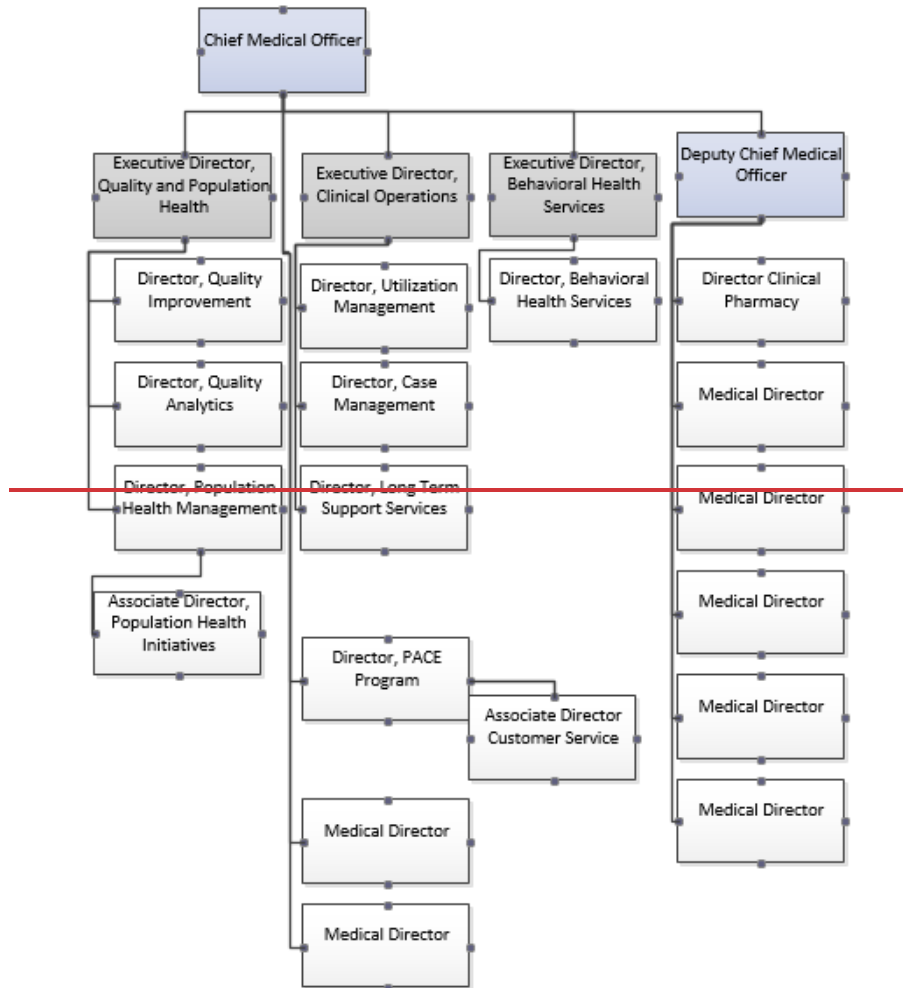 Chief Medical Officer
Executive Director,
Quality and Population
Health
Executive Director,
Clinical Operations
Executive Director,
Behavioral Health
Services
Deputy Chief Medical
Officer
Director, Quality
Improvement
Director, Utilization
Management
Director, Behavioral
Health Services
Director Clinical
Pharmacy
Director, Quality
Analytics
Director, Case
Management
Medical Director
Director, Population
Health Management
Director, Long Term
Support Services
Medical Director
Associate Director,
Population Health
Initiatives
Medical Director
Director, PACE
Program
Associate Director
Customer Service
Medical Director
Medical Director
Medical Director
Medical Director